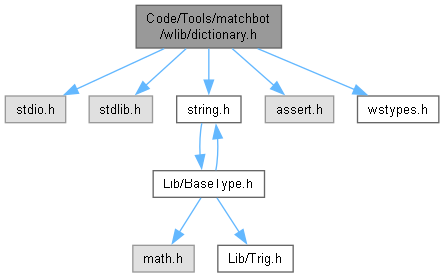 Code/Tools/matchbot
/wlib/dictionary.h
stdio.h
stdlib.h
string.h
assert.h
wstypes.h
Lib/BaseType.h
math.h
Lib/Trig.h